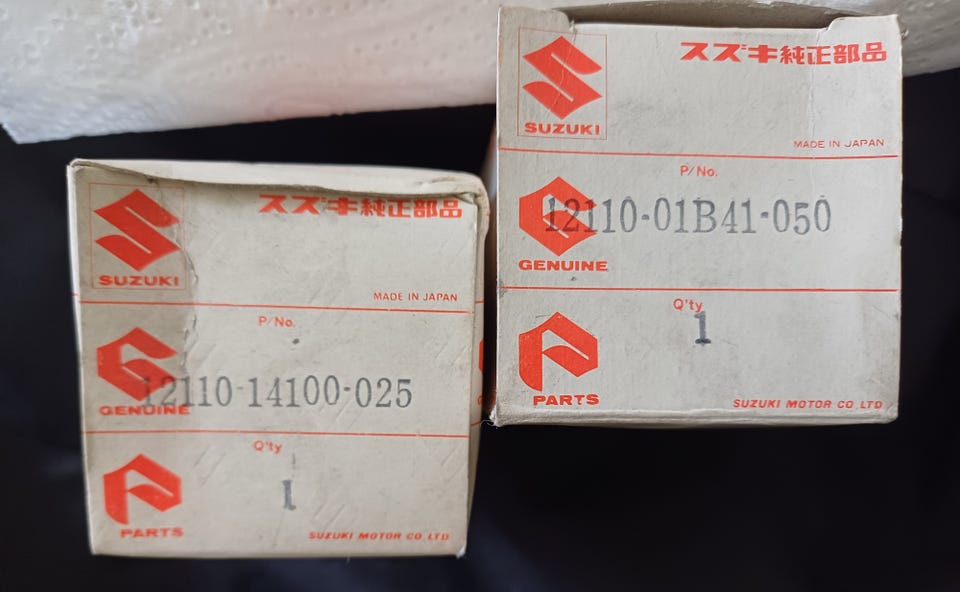 SUZUKI
スズキ純正部品
MADE IN JAPAN
P/No.
12110-14100-025
GENUINE
Q'ty
1
PARTS
SUZUKI MOTOR CO.,LTD.
SUZUKI
スズキ純正部品
MADE IN JAPAN
P/No.
12110-01B41-050
GENUINE
Q'ty
1
PARTS
SUZUKI MOTOR CO.,LTD.